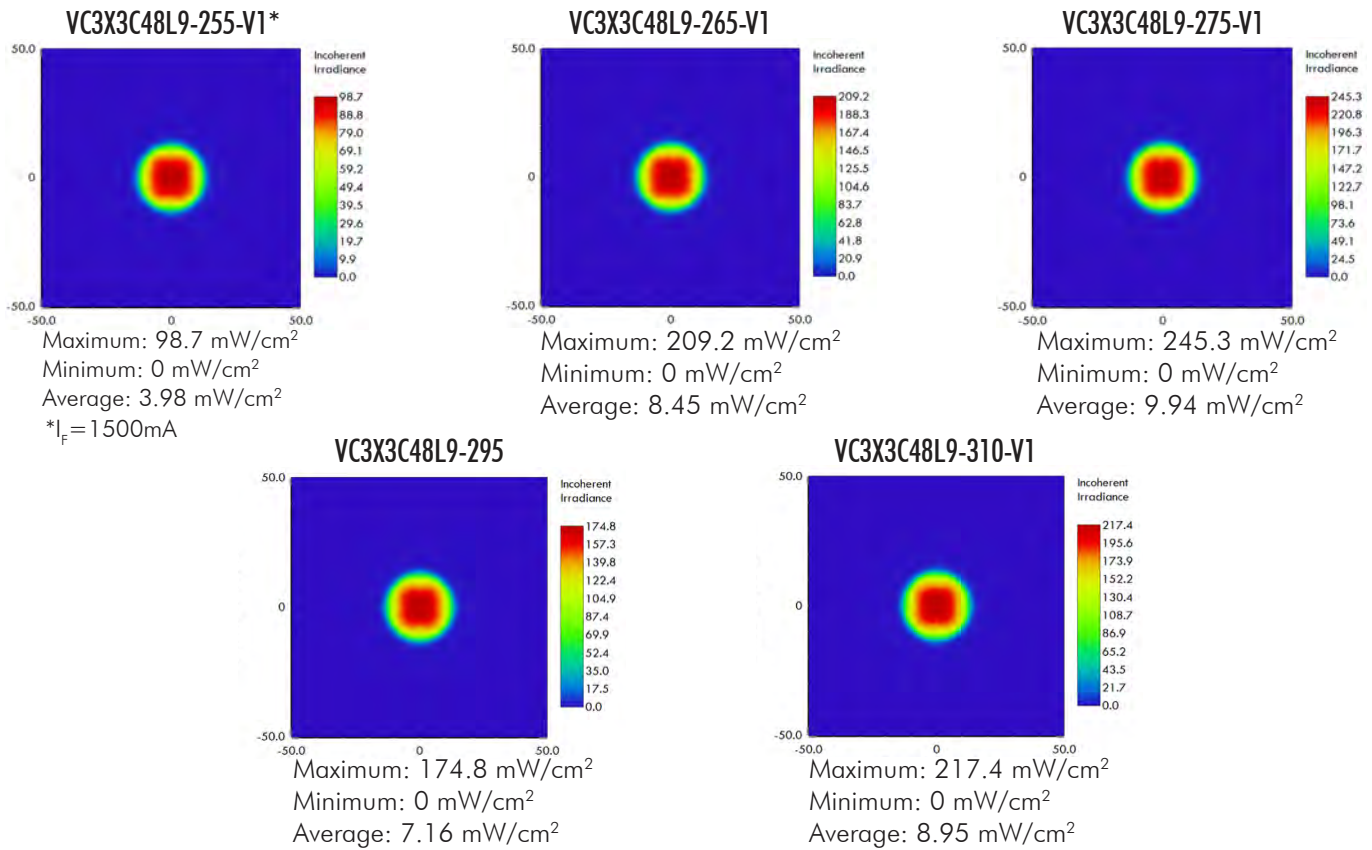 VC3X3C48L9-255-V1*
50.0
0
-50.0
-50.0
0
50.0
Incoherent
Irradiance
98.7
88.8
79.0
69.1
59.2
49.4
39.5
29.6
19.7
9.9
0.0
Maximum: 98.7 mW/cm²
Minimum: 0 mW/cm²
Average: 3.98 mW/cm²
*I_F=1500mA
VC3X3C48L9-265-V1
50.0
0
-50.0
-50.0
0
50.0
Incoherent
Irradiance
209.2
188.3
167.4
146.5
125.5
104.6
83.7
62.8
41.8
20.9
0.0
Maximum: 209.2 mW/cm²
Minimum: 0 mW/cm²
Average: 8.45 mW/cm²
VC3X3C48L9-275-V1
50.0
0
-50.0
-50.0
0
50.0
Incoherent
Irradiance
245.3
220.8
196.3
171.7
147.2
122.7
98.1
73.6
49.1
24.5
0.0
Maximum: 245.3 mW/cm²
Minimum: 0 mW/cm²
Average: 9.94 mW/cm²
VC3X3C48L9-295
50.0
0
-50.0
-50.0
0
50.0
Incoherent
Irradiance
174.8
157.3
139.8
122.4
104.9
87.4
69.9
52.4
35.0
17.5
0.0
Maximum: 174.8 mW/cm²
Minimum: 0 mW/cm²
Average: 7.16 mW/cm²
VC3X3C48L9-310-V1
50.0
0
-50.0
-50.0
0
50.0
Incoherent
Irradiance
217.4
195.6
173.9
152.2
130.4
108.7
86.9
65.2
43.5
21.7
0.0
Maximum: 217.4 mW/cm²
Minimum: 0 mW/cm²
Average: 8.95 mW/cm²